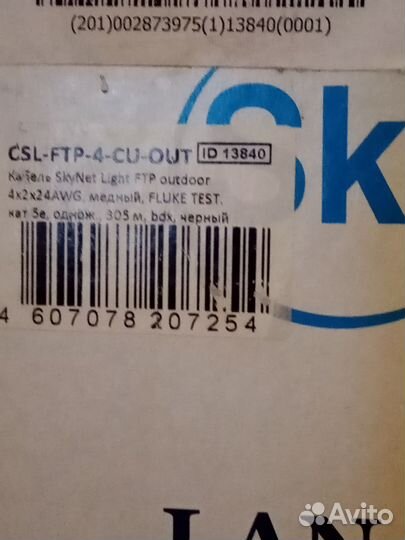 (201)002873975(1)13840(0001)
Sk
CSL-FTP-4-CU-OUT ID 13840
Кабель SkyNet Light FTP outdoor
4x2x24AWG, медный, FLUKE TEST,
кат 5e, однож., 305 м, box, черный
4 607078 207254
LAN
Avito